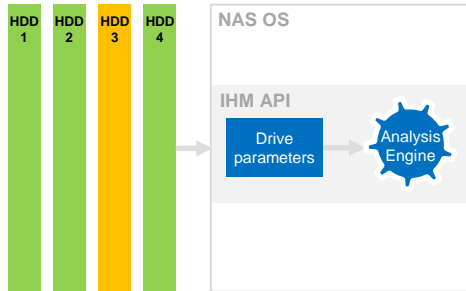 HDD
1
HDD
2
HDD
3
HDD
4
NAS OS
IHM API
Drive
parameters
Analysis
Engine